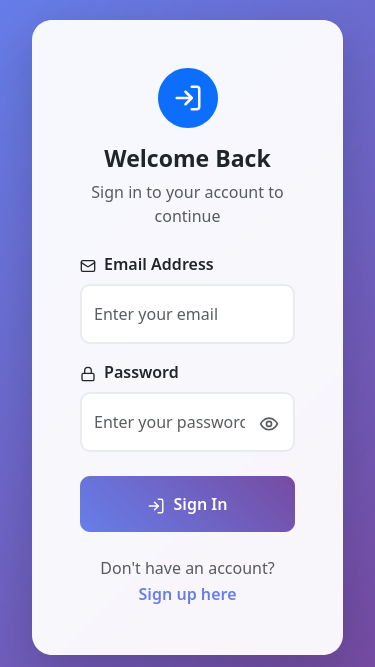 Welcome Back
Sign in to your account to
continue
Email Address
Enter your email
Password
Enter your password
Sign In
Don't have an account?
Sign up here